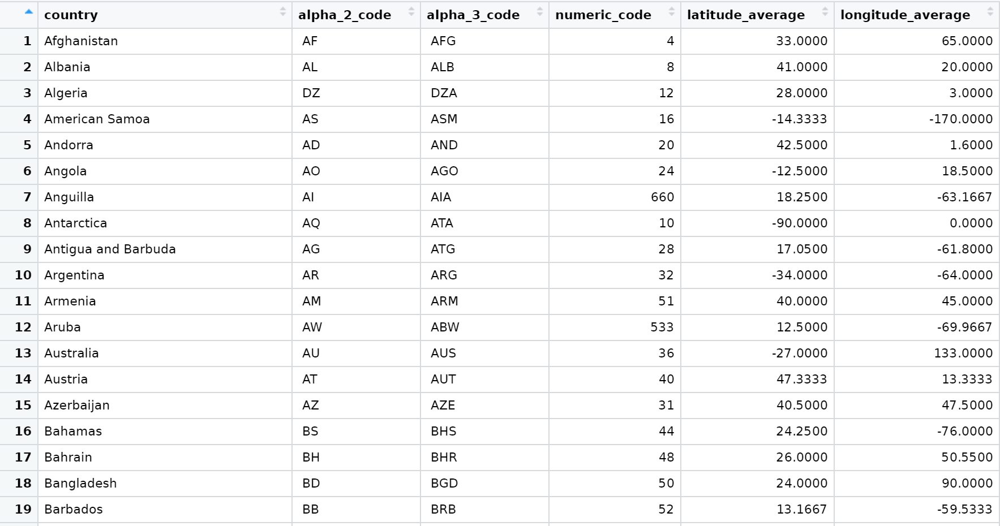 country alpha_2_code alpha_3_code numeric_code latitude_average longitude_average
1 Afghanistan AF AFG 4 33.0000 65.0000
2 Albania AL ALB 8 41.0000 20.0000
3 Algeria DZ DZA 12 28.0000 3.0000
4 American Samoa AS ASM 16 -14.3333 -170.0000
5 Andorra AD AND 20 42.5000 1.6000
6 Angola AO AGO 24 -12.5000 18.5000
7 Anguilla AI AIA 660 18.2500 -63.1667
8 Antarctica AQ ATA 10 -90.0000 0.0000
9 Antigua and Barbuda AG ATG 28 17.0500 -61.8000
10 Argentina AR ARG 32 -34.0000 -64.0000
11 Armenia AM ARM 51 40.0000 45.0000
12 Aruba AW ABW 533 12.5000 -69.9667
13 Australia AU AUS 36 -27.0000 133.0000
14 Austria AT AUT 40 47.3333 13.3333
15 Azerbaijan AZ AZE 31 40.5000 47.5000
16 Bahamas BS BHS 44 24.2500 -76.0000
17 Bahrain BH BHR 48 26.0000 50.5500
18 Bangladesh BD BGD 50 24.0000 90.0000
19 Barbados BB BRB 52 13.1667 -59.5333